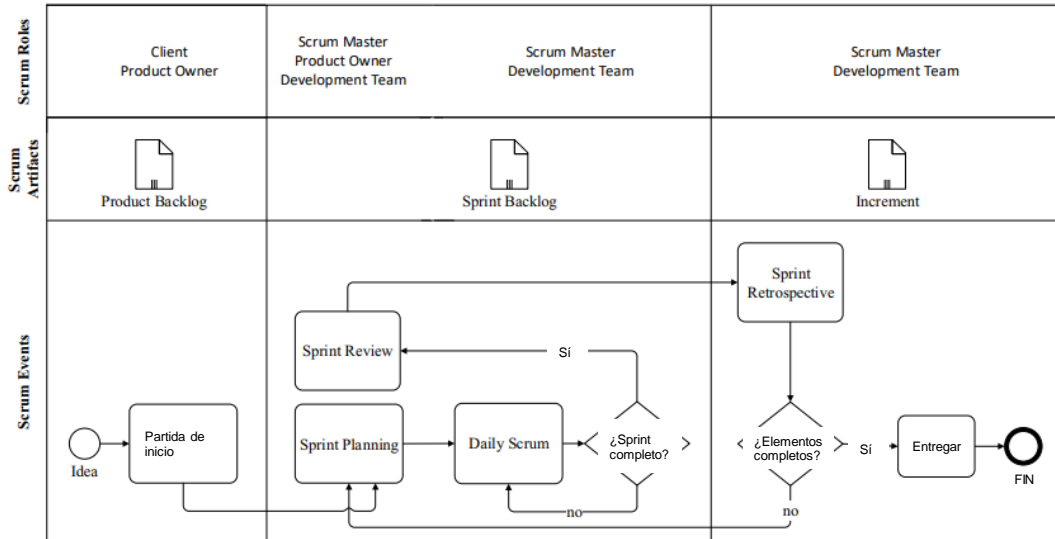 Scrum Roles
Client
Product Owner
Scrum Master
Product Owner
Development Team
Scrum Master
Development Team
Scrum Master
Development Team
Scrum
Artifacts
Product Backlog
Sprint Backlog
Increment
Scrum Events
Sprint
Retrospective
Sprint Review
Sí
Idea
Partida de
inicio
Sprint Planning
Daily Scrum
¿Sprint
completo?
no
¿Elementos
completos?
Sí
no
Entregar
FIN